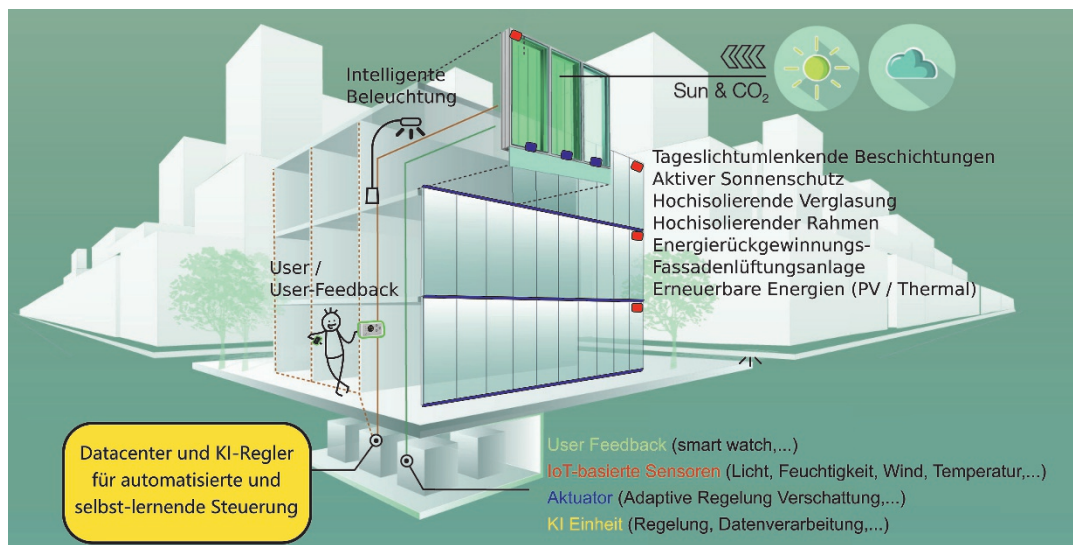 Intelligente
Beleuchtung
Sun & CO₂
Tageslichtumlenkende Beschichtungen
Aktiver Sonnenschutz
Hochisolierende Verglasung
Hochisolierender Rahmen
Energierückgewinnungs-
Fassadenlüftungsanlage
Erneuerbare Energien (PV / Thermal)
User /
User-Feedback
Datacenter und KI-Regler
für automatisierte und
selbst-lernende Steuerung
User Feedback (smart watch,...)
IoT-basierte Sensoren (Licht, Feuchtigkeit, Wind, Temperatur,...)
Aktuator (Adaptive Regelung Verschattung,...)
KI Einheit (Regelung, Datenverarbeitung,...)